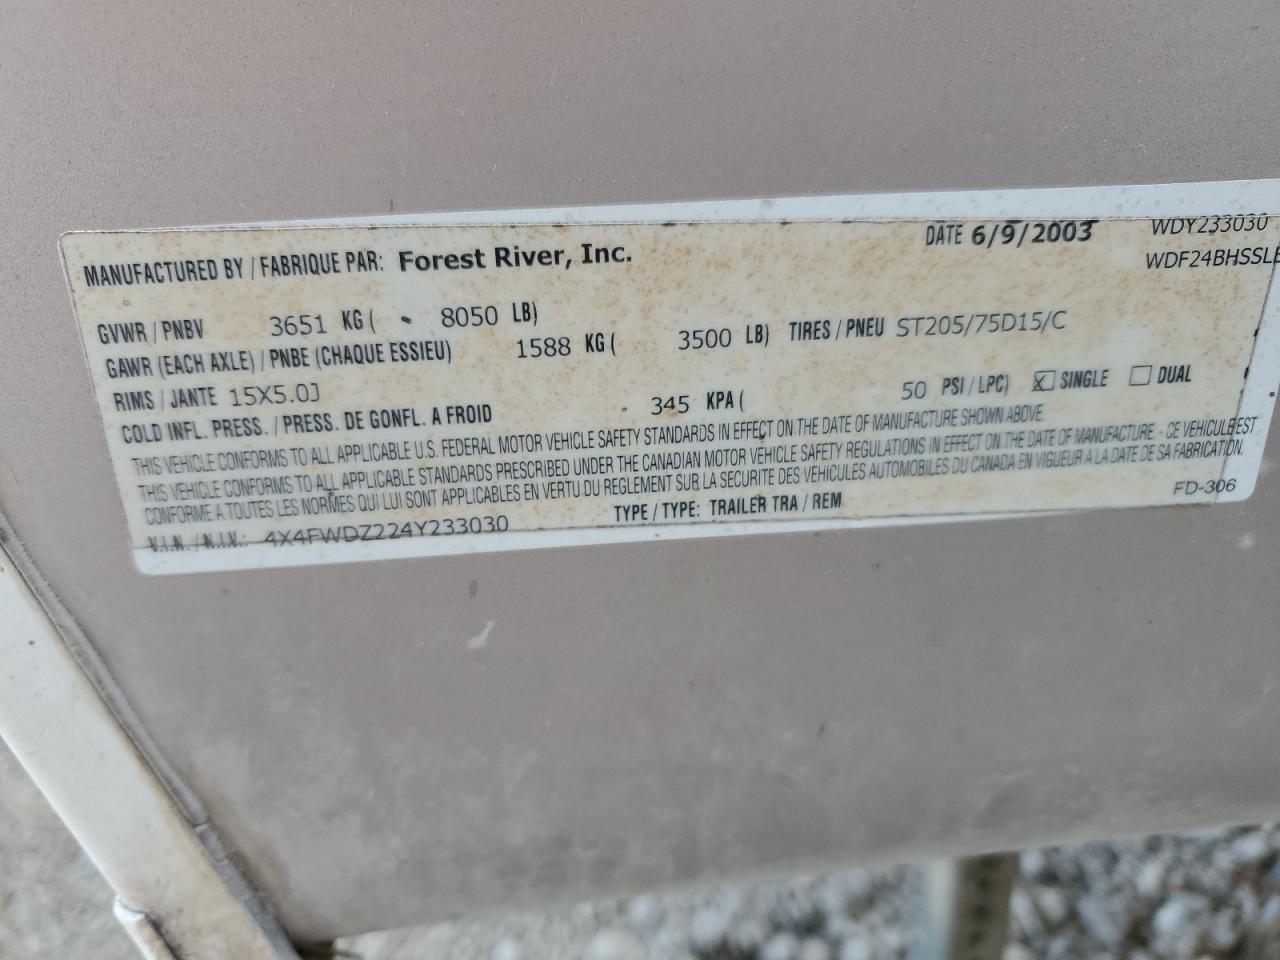 MANUFACTURED BY / FABRIQUE PAR: Forest River, Inc. DATE 6/9/2003 WDY233030
WDF24BHSSLE
GVWR / PNBV 3651 KG ( 8050 LB)
GAWR (EACH AXLE) / PNBE (CHAQUE ESSIEU) 1588 KG ( 3500 LB) TIRES / PNEU ST205/75D15/C
RIMS / JANTE 15X5.0J
COLD INFL. PRESS. / PRESS. DE GONFL. A FROID 345 KPA ( 50 PSI / LPC) X SINGLE DUAL
THIS VEHICLE CONFORMS TO ALL APPLICABLE U.S. FEDERAL MOTOR VEHICLE SAFETY STANDARDS IN EFFECT ON THE DATE OF MANUFACTURE SHOWN ABOVE.
THIS VEHICLE CONFORMS TO ALL APPLICABLE STANDARDS PRESCRIBED UNDER THE CANADIAN MOTOR VEHICLE SAFETY REGULATIONS IN EFFECT ON THE DATE OF MANUFACTURE. - CE VEHICULE EST
CONFORME A TOUTES LES NORMES QUI LUI SONT APPLICABLES EN VERTU DU REGLEMENT SUR LA SECURITE DES VEHICULES AUTOMOBILES DU CANADA EN VIGUEUR A LA DATE DE SA FABRICATION.
V.I.N. / N.I.V.: 4X4FWDZ224Y233030 TYPE / TYPE: TRAILER TRA / REM FD-306